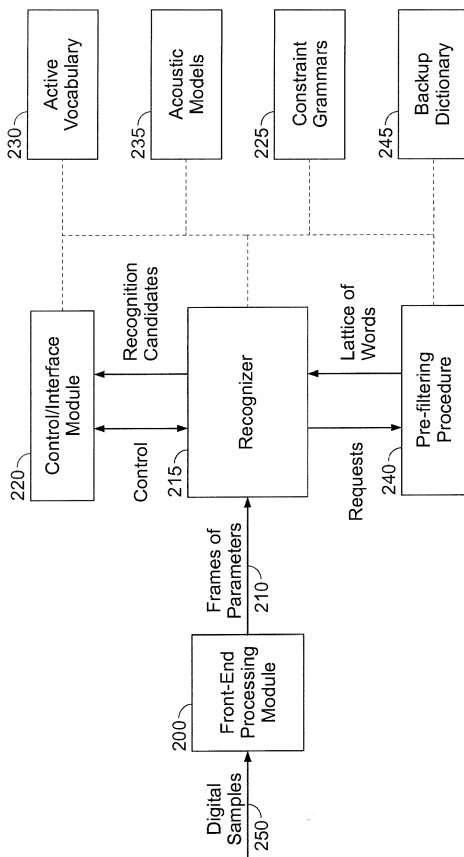 Digital
Samples
250
200
Front-End
Processing
Module
Frames of
Parameters
210
220
Control/Interface
Module
Control
Recognition
Candidates
215
Recognizer
Requests
Lattice of
Words
240
Pre-filtering
Procedure
230
Active
Vocabulary
235
Acoustic
Models
225
Constraint
Grammars
245
Backup
Dictionary